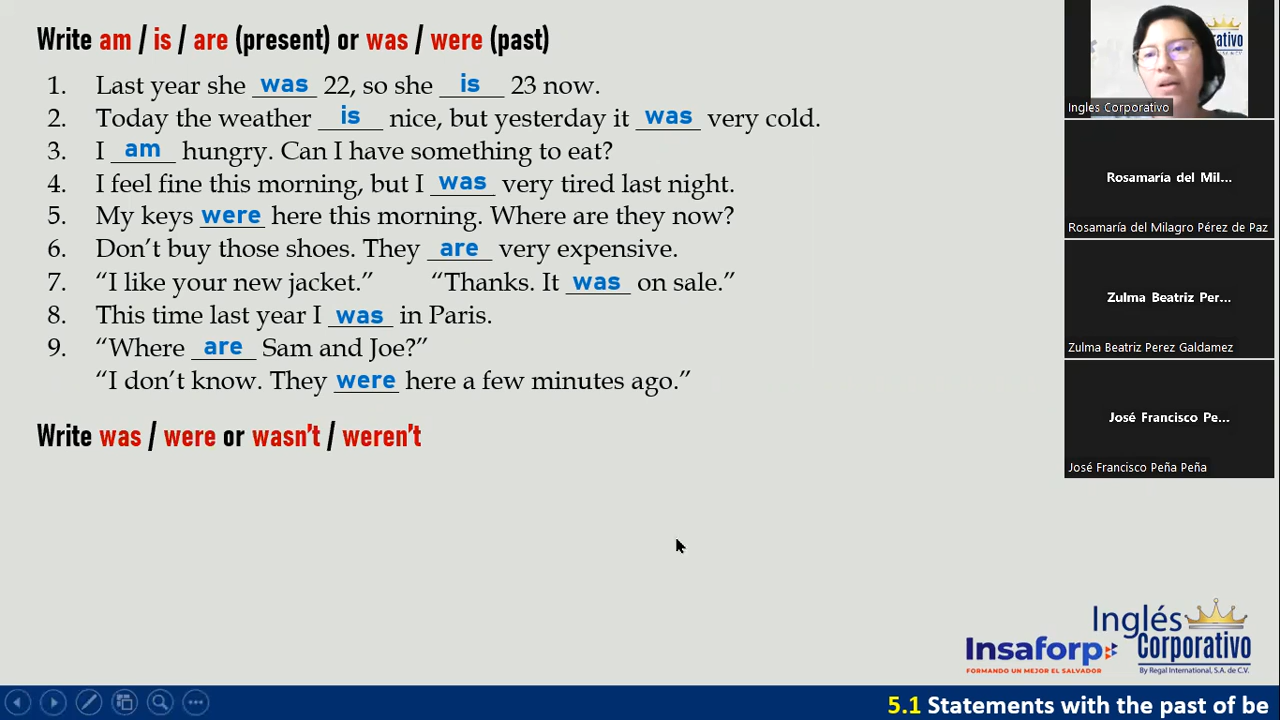 Write am / is / are (present) or was / were (past)
1. Last year she was 22, so she is 23 now.
2. Today the weather is nice, but yesterday it was very cold.
3. I am hungry. Can I have something to eat?
4. I feel fine this morning, but I was very tired last night.
5. My keys were here this morning. Where are they now?
6. Don’t buy those shoes. They are very expensive.
7. “I like your new jacket.” “Thanks. It was on sale.”
8. This time last year I was in Paris.
9. “Where are Sam and Joe?”
“I don’t know. They were here a few minutes ago.”
Write was / were or wasn’t / weren’t
Ingles Corporativo
Rosamaría del Mil...
Rosamaría del Milagro Pérez de Paz
Zulma Beatriz Per...
Zulma Beatriz Perez Galdamez
José Francisco Pe...
José Francisco Peña Peña
Insaforp
FORMANDO UN MEJOR EL SALVADOR
Inglés
Corporativo
By Regal International, S.A. de C.V.
5.1 Statements with the past of be